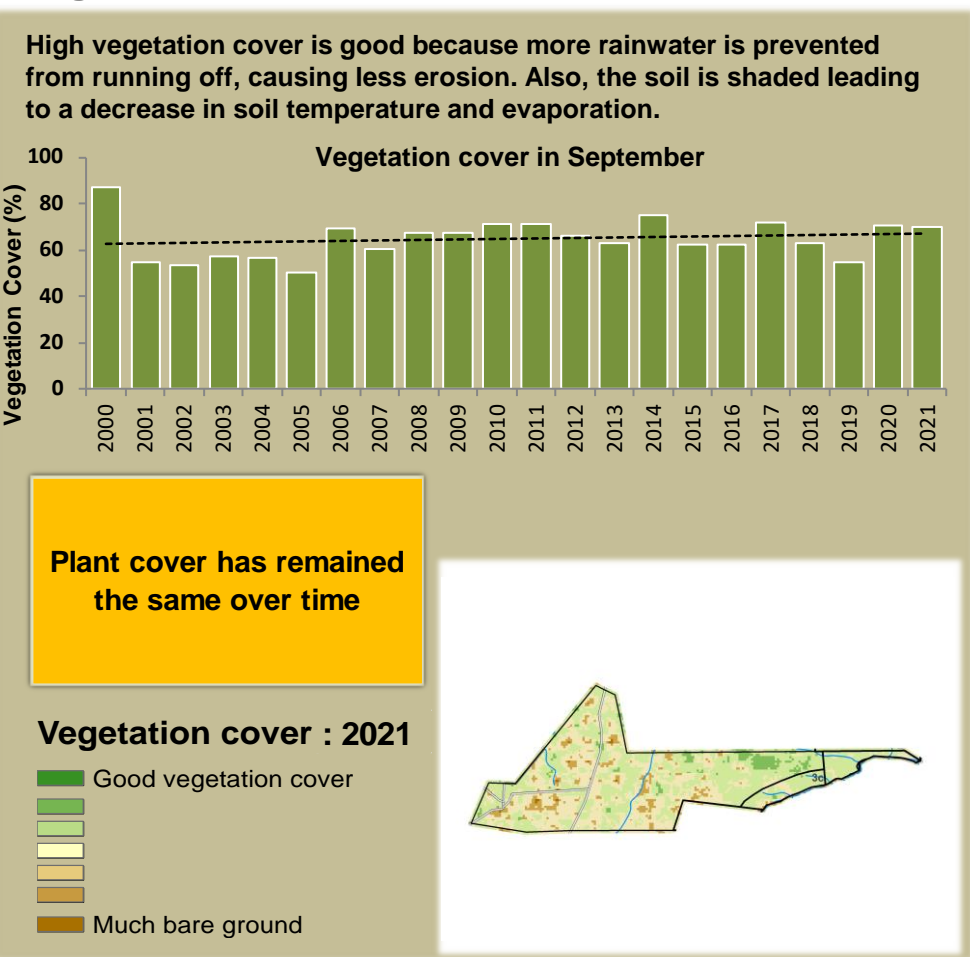 High vegetation cover is good because more rainwater is prevented
from running off, causing less erosion. Also, the soil is shaded leading
to a decrease in soil temperature and evaporation.
Vegetation cover in September
Vegetation Cover (%)
100
80
60
40
20
0
2000 2001 2002 2003 2004 2005 2006 2007 2008 2009 2010 2011 2012 2013 2014 2015 2016 2017 2018 2019 2020 2021
Plant cover has remained
the same over time
Vegetation cover : 2021
Good vegetation cover
Much bare ground